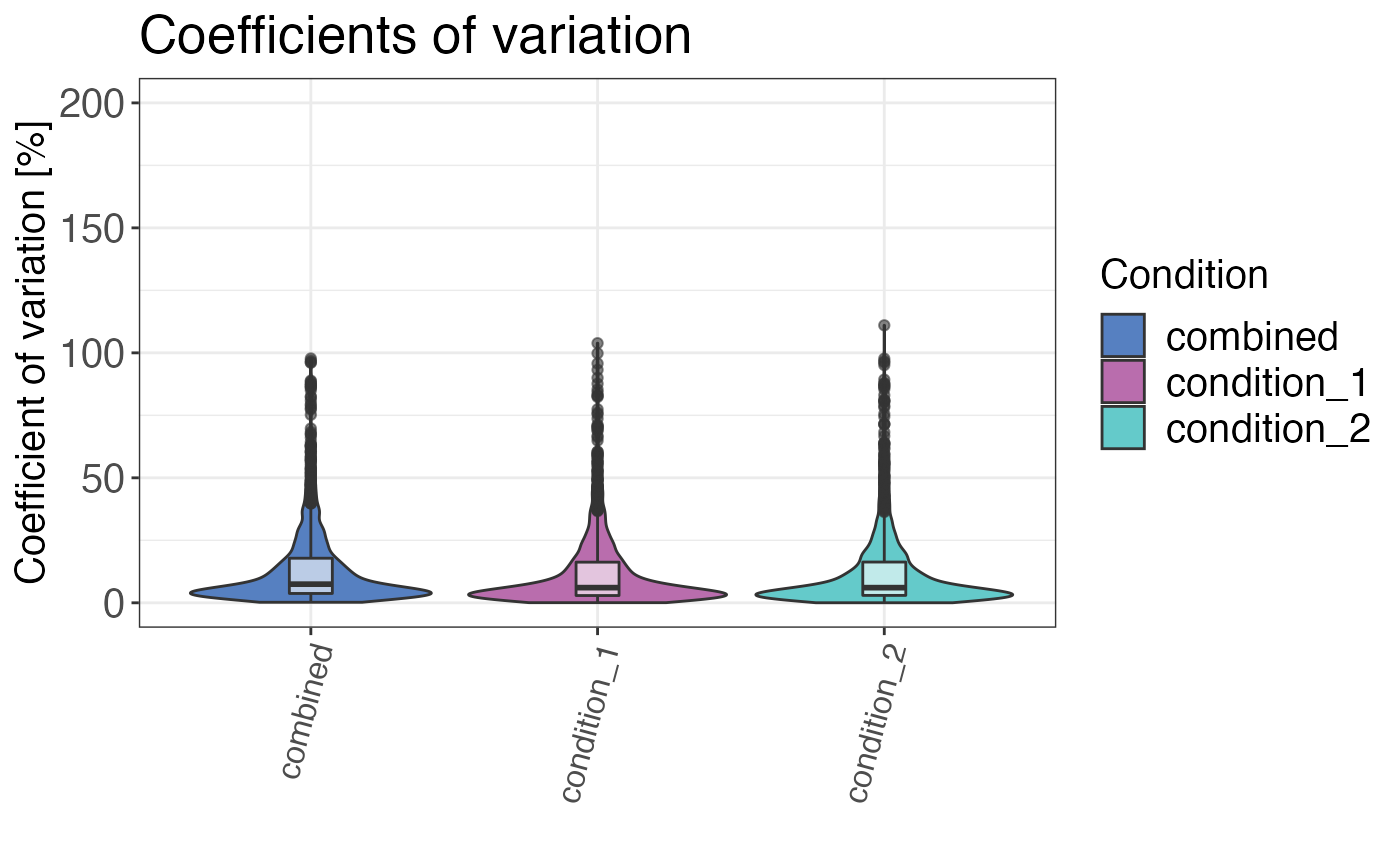 Coefficients of variation
Coefficient of variation [%]
200
150
100
50
0
combined
condition_1
condition_2
Condition
combined
condition_1
condition_2